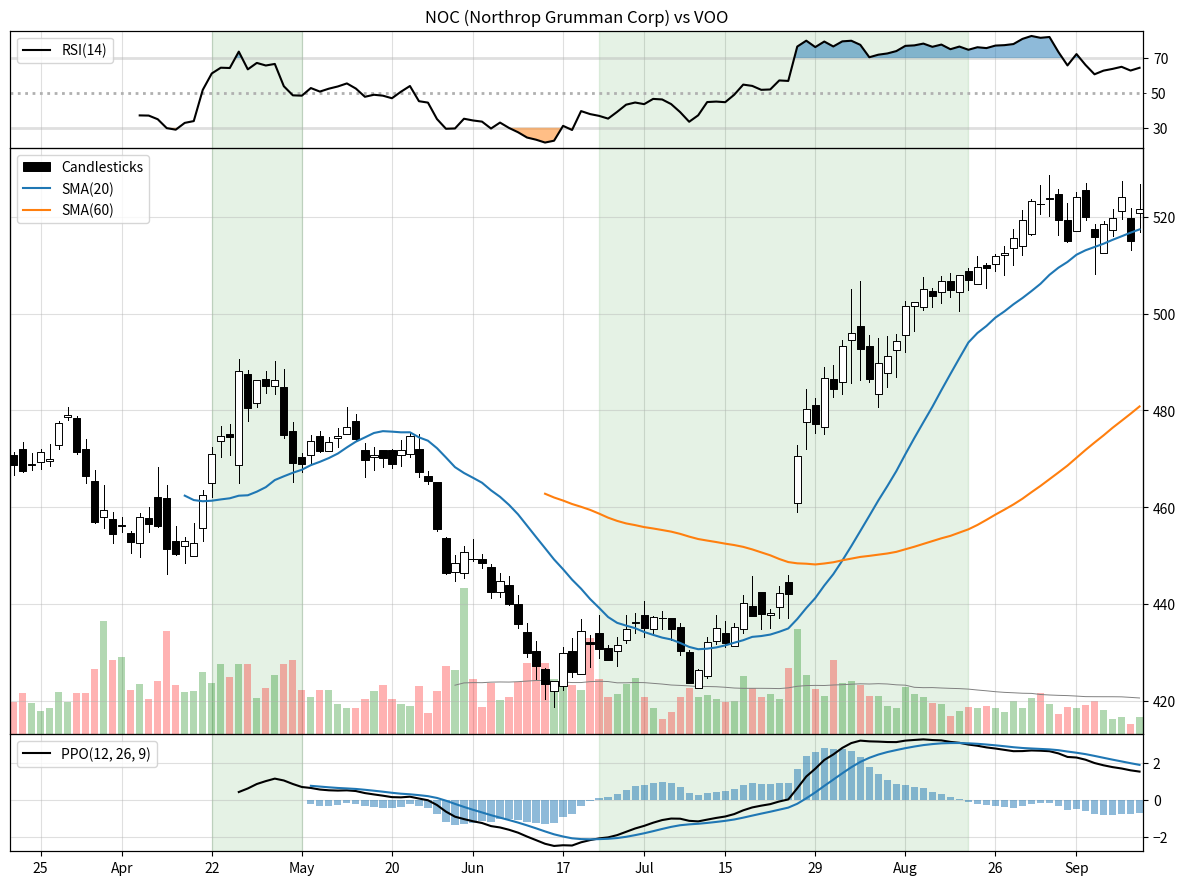 NOC (Northrop Grumman Corp) vs VOO
RSI(14)
70
50
30
Candlesticks
SMA(20)
SMA(60)
520
500
480
460
440
420
PPO(12, 26, 9)
2
0
−2
25 Apr 22 May 20 Jun 17 Jul 15 29 Aug 26 Sep